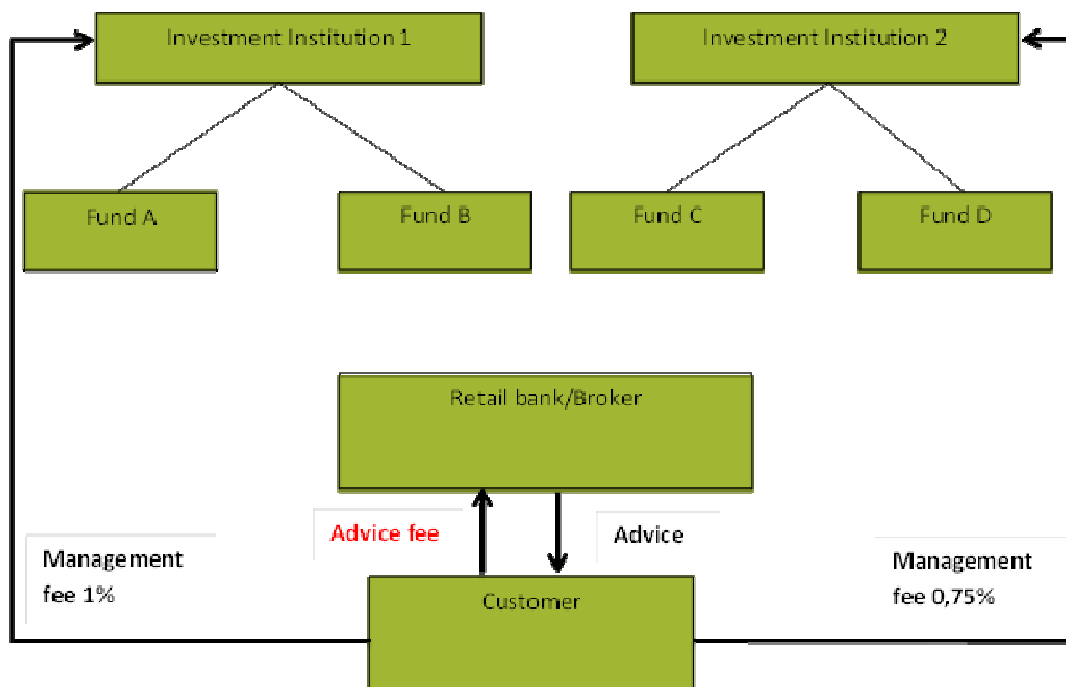 Investment Institution 1
Investment Institution 2
Fund A
Fund B
Fund C
Fund D
Retail bank/Broker
Advice fee
Advice
Management
fee 1%
Management
fee 0,75%
Customer